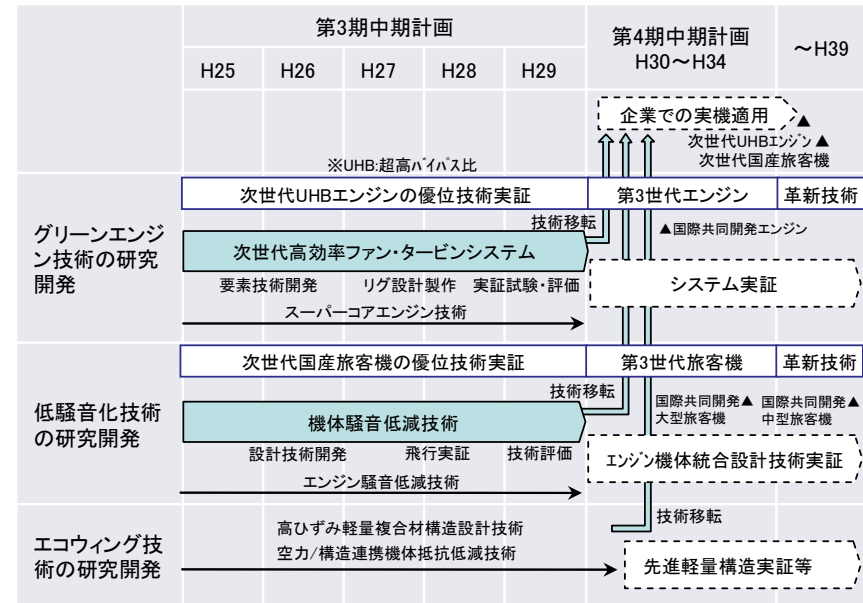 第3期中期計画
第4期中期計画
H30～H34
～H39
H25 H26 H27 H28 H29
企業での実機適用
▲
次世代UHBエンジン▲
次世代国産旅客機
※UHB:超高バイパス比
次世代UHBエンジンの優位技術実証 第3世代エンジン 革新技術
グリーンエンジ
ン技術の研究
開発
技術移転
▲国際共同開発エンジン
次世代高効率ファン・タービンシステム
要素技術開発 リグ設計製作 実証試験・評価
システム実証
スーパーコアエンジン技術
次世代国産旅客機の優位技術実証 第3世代旅客機 革新技術
低騒音化技術
の研究開発
技術移転
国際共同開発▲
大型旅客機
国際共同開発▲
中型旅客機
機体騒音低減技術
設計技術開発 飛行実証 技術評価
エンジン機体統合設計技術実証
エンジン騒音低減技術
エコウィング技
術の研究開発
技術移転
高ひずみ軽量複合材構造設計技術
空力/構造連携機体抵抗低減技術
先進軽量構造実証等